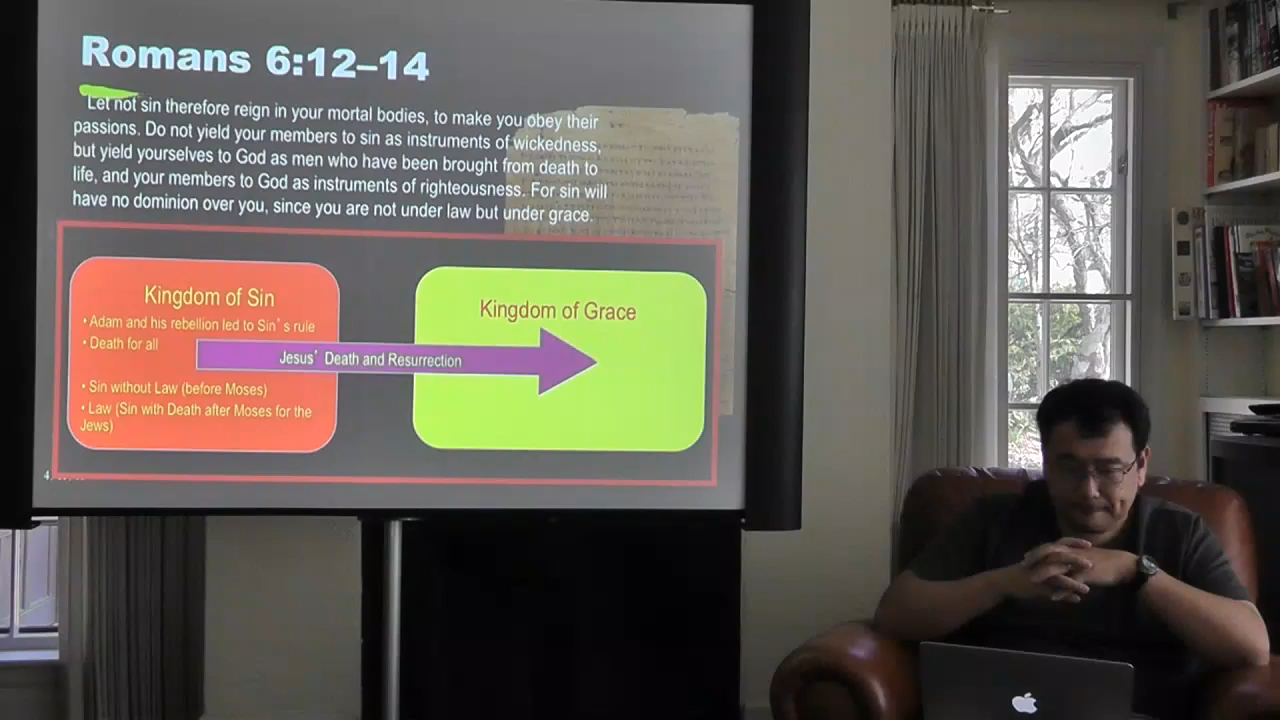 Romans 6:12–14
Let not sin therefore reign in your mortal bodies, to make you obey their
passions. Do not yield your members to sin as instruments of wickedness,
but yield yourselves to God as men who have been brought from death to
life, and your members to God as instruments of righteousness. For sin will
have no dominion over you, since you are not under law but under grace.
Kingdom of Sin
• Adam and his rebellion led to Sin's rule
• Death for all
• Sin without Law (before Moses)
• Law (Sin with Death after Moses for the
Jews)
Jesus' Death and Resurrection
Kingdom of Grace